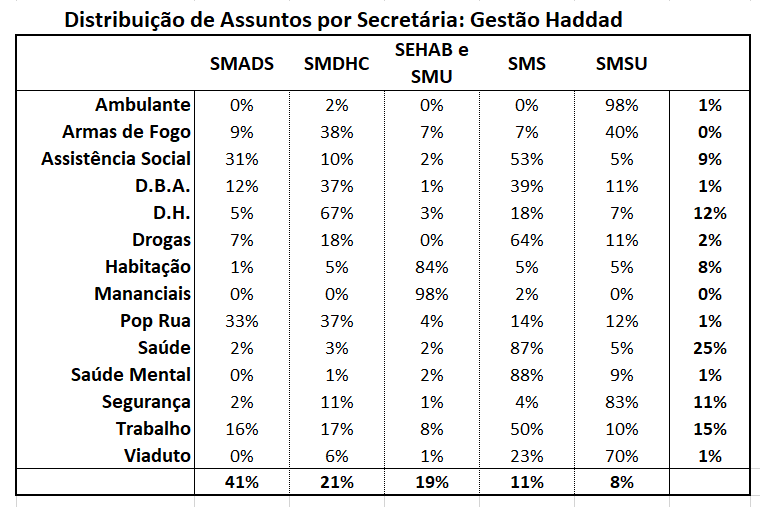 Distribuição de Assuntos por Secretária: Gestão Haddad
SMADS SMDHC SEHAB e SMU SMS SMSU
Ambulante 0% 2% 0% 0% 98% 1%
Armas de Fogo 9% 38% 7% 7% 40% 0%
Assistência Social 31% 10% 2% 53% 5% 9%
D.B.A. 12% 37% 1% 39% 11% 1%
D.H. 5% 67% 3% 18% 7% 12%
Drogas 7% 18% 0% 64% 11% 2%
Habitação 1% 5% 84% 5% 5% 8%
Mananciais 0% 0% 98% 2% 0% 0%
Pop Rua 33% 37% 4% 14% 12% 1%
Saúde 2% 3% 2% 87% 5% 25%
Saúde Mental 0% 1% 2% 88% 9% 1%
Segurança 2% 11% 1% 4% 83% 11%
Trabalho 16% 17% 8% 50% 10% 15%
Viaduto 0% 6% 1% 23% 70% 1%
41% 21% 19% 11% 8%